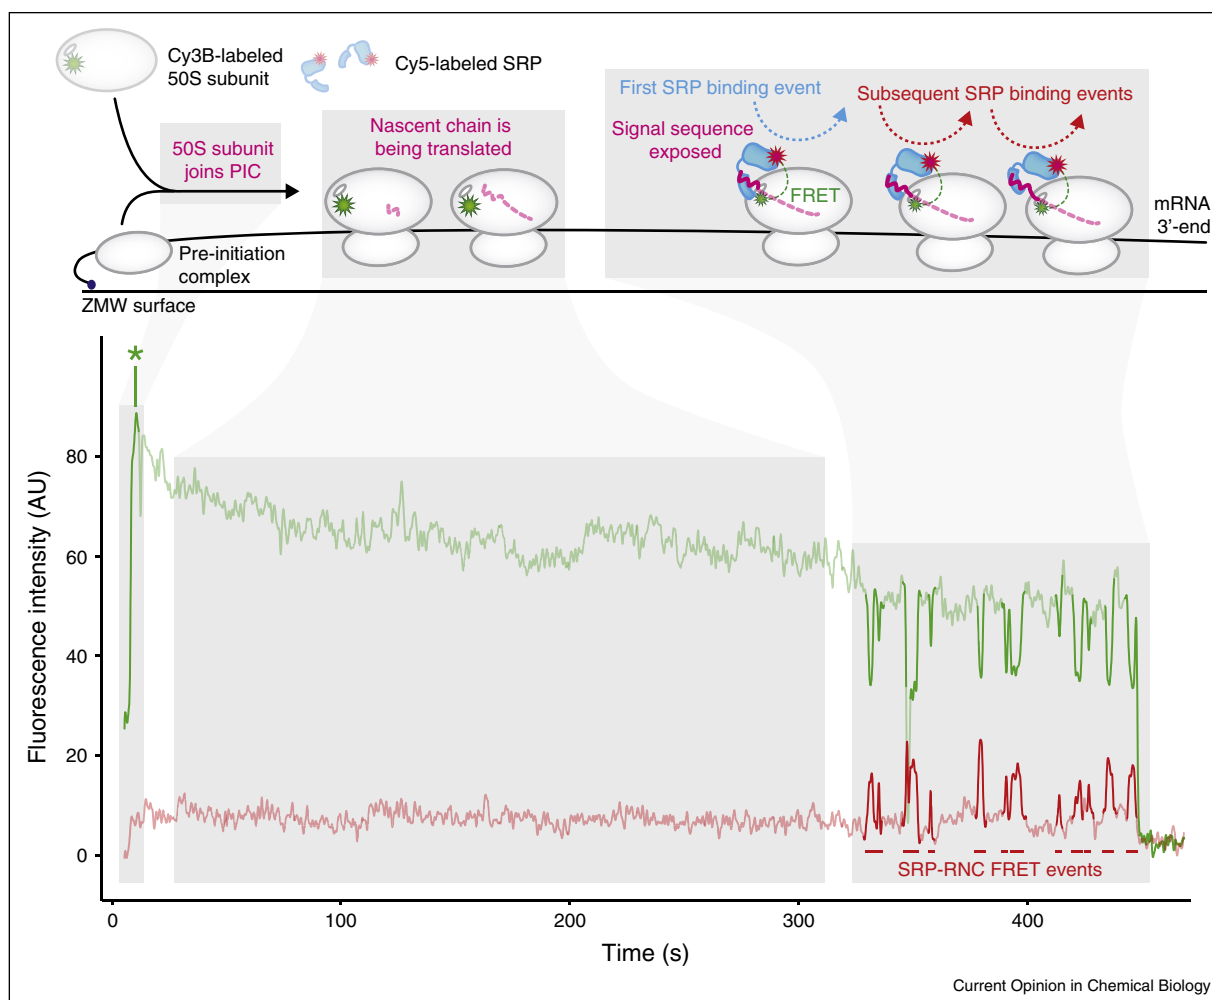 Cy3B-labeled
50S subunit
Cy5-labeled SRP
50S subunit
joins PIC
Nascent chain is
being translated
First SRP binding event
Subsequent SRP binding events
Signal sequence
exposed
FRET
mRNA
3'-end
Pre-initiation
complex
ZMW surface
*
Fluorescence intensity (AU)
80
60
40
20
0
SRP-RNC FRET events
0
100
200
300
400
Time (s)
Current Opinion in Chemical Biology